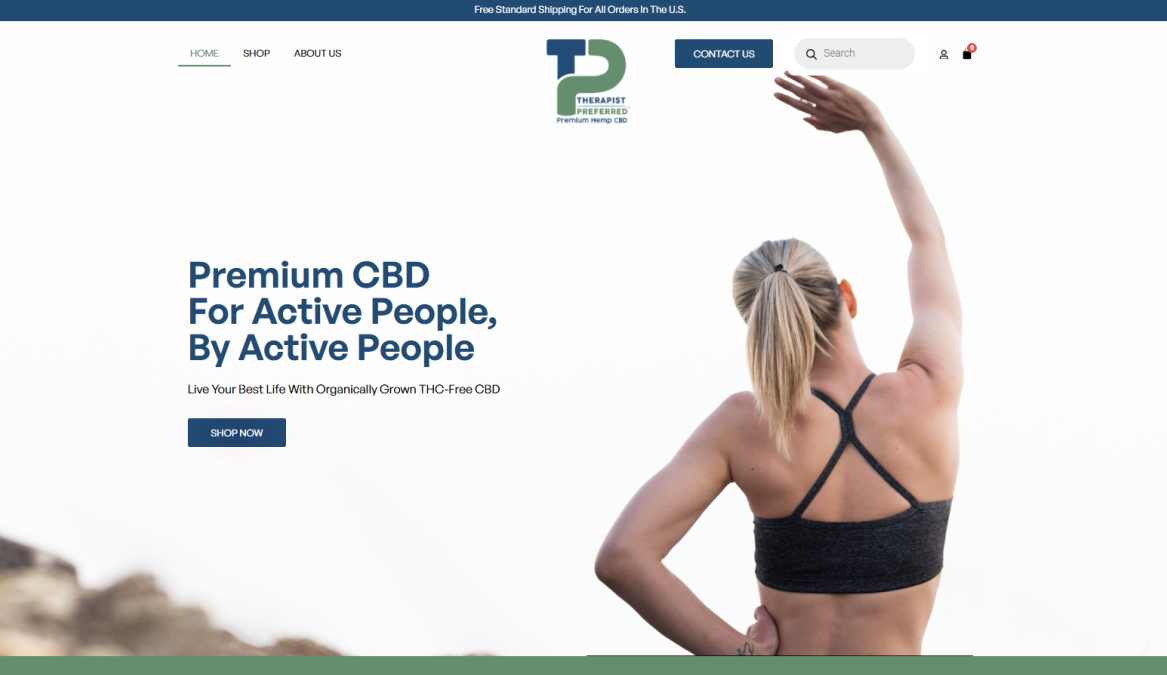 Free Standard Shipping For All Orders In The U.S.
HOME SHOP ABOUT US
THERAPIST
PREFERRED
Premium Hemp CBD
CONTACT US
Search
0
Premium CBD
For Active People,
By Active People
Live Your Best Life With Organically Grown THC-Free CBD
SHOP NOW